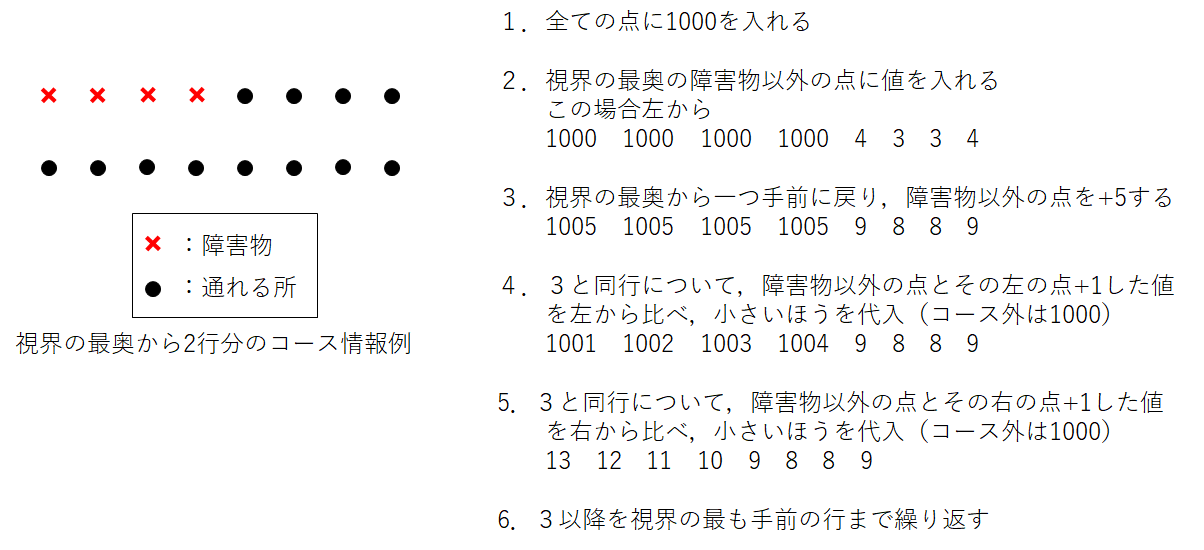 ：障害物
：通れる所
視界の最奥から2行分のコース情報例
１．全ての点に1000を入れる
２．視界の最奥の障害物以外の点に値を入れる
この場合左から
1000 1000 1000 1000 4 3 3 4
３．視界の最奥から一つ手前に戻り，障害物以外の点を+5する
1005 1005 1005 1005 9 8 8 9
４．３と同行について，障害物以外の点とその左の点+1した値
を左から比べ，小さいほうを代入（コース外は1000）
1001 1002 1003 1004 9 8 8 9
5．３と同行について，障害物以外の点とその右の点+1した値
を右から比べ，小さいほうを代入（コース外は1000）
13 12 11 10 9 8 8 9
6．３以降を視界の最も手前の行まで繰り返す